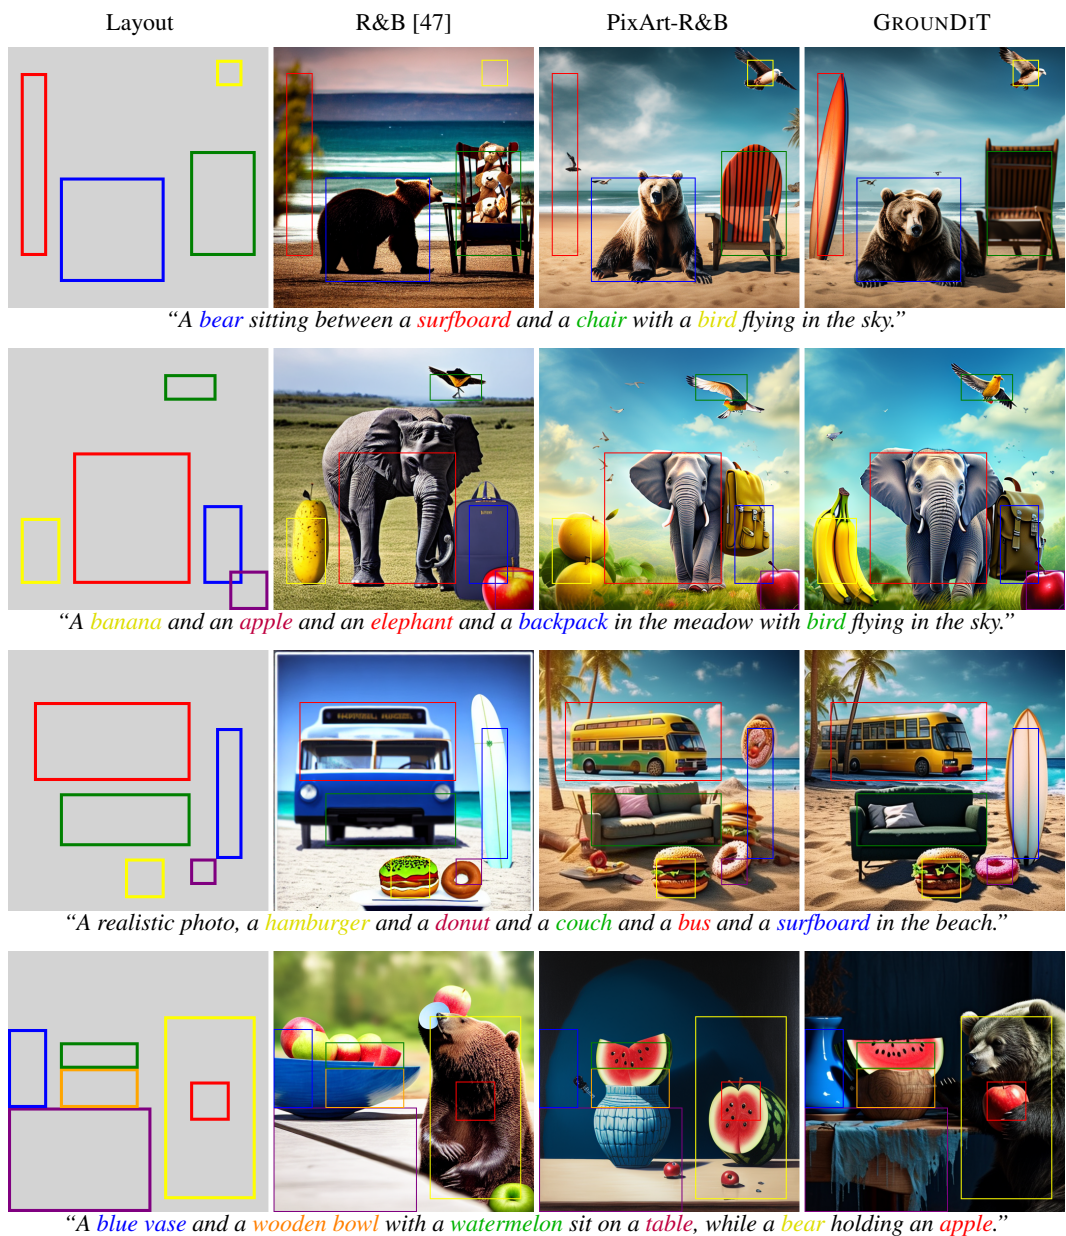 Layout R&B [47] PixArt-R&B GROUNDIT
“A bear sitting between a surfboard and a chair with a bird flying in the sky.”
“A banana and an apple and an elephant and a backpack in the meadow with bird flying in the sky.”
“A realistic photo, a hamburger and a donut and a couch and a bus and a surfboard in the beach.”
“A blue vase and a wooden bowl with a watermelon sit on a table, while a bear holding an apple.”